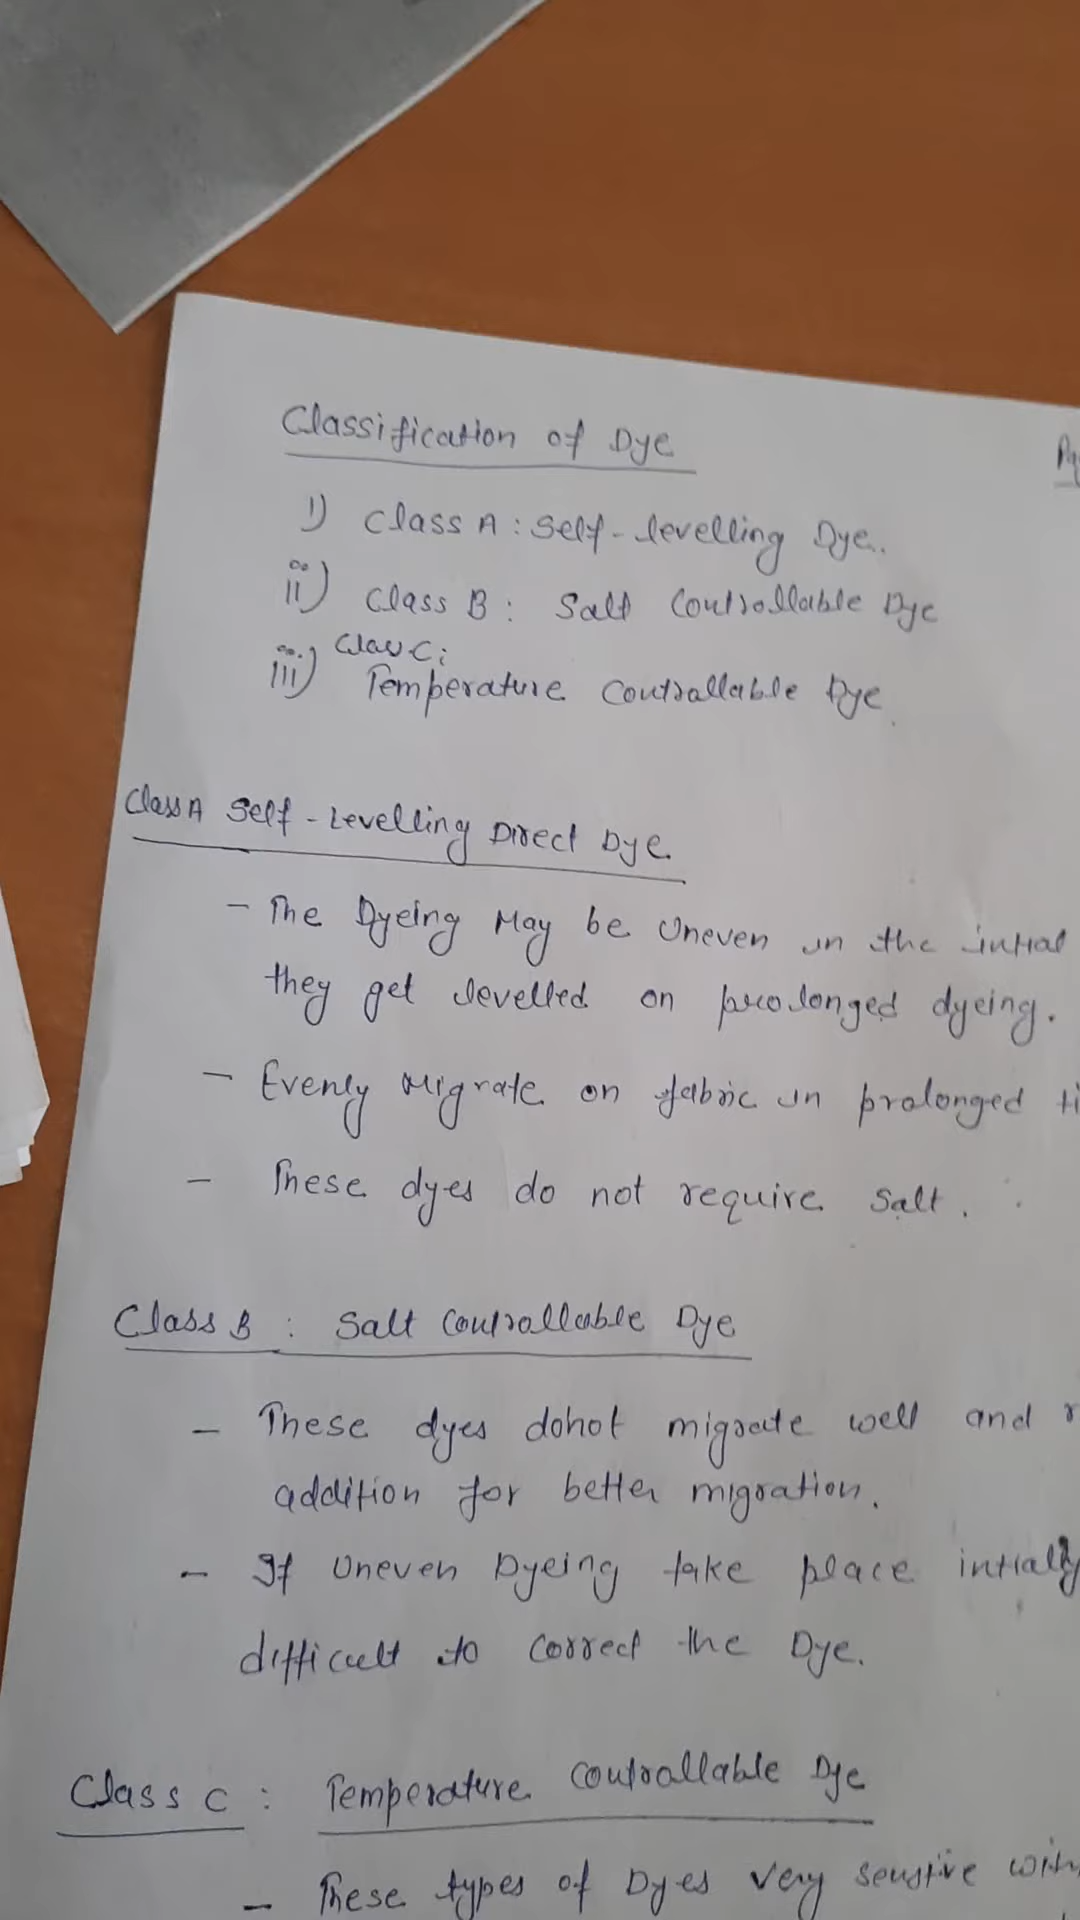 Classification of Dye
i) Class A : Self-levelling Dye.
ii) Class B : Salt Controllable Dye
Class C:
iii) Temperature Controllable Dye.
Class A Self-Levelling Direct Dye.
- The Dyeing May be Uneven in the intial
they get levelled on prolonged dyeing.
- Evenly Migrate on fabric in prolonged
- These dyes do not require Salt.
Class B : Salt Controllable Dye
- These dyes donot migrate well and
addition for better migration.
- If Uneven Dyeing take place intially
difficult to Correct the Dye.
Class C : Temperature Controllable Dye
- These types of Dyes very senstive with